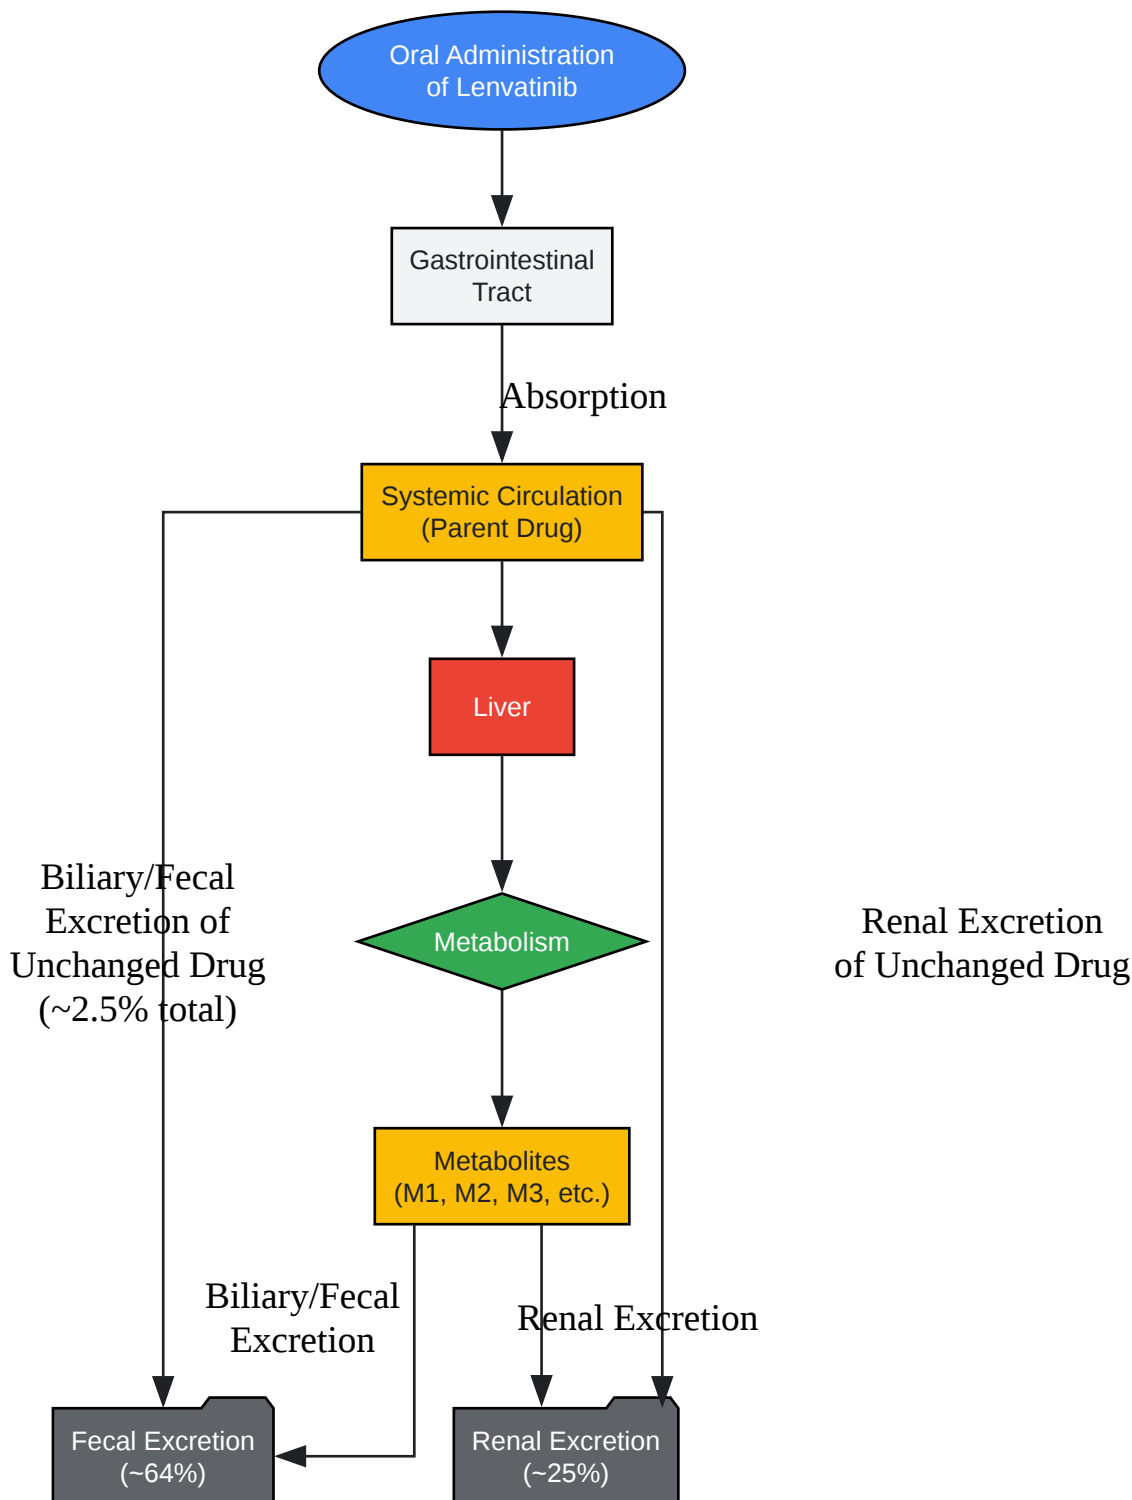 Oral Administration
of Lenvatinib
Gastrointestinal
Tract
Absorption
Systemic Circulation
(Parent Drug)
Liver
Biliary/Fecal
Excretion of
Unchanged Drug
(~2.5% total)
Metabolism
Renal Excretion
of Unchanged Drug
Metabolites
(M1, M2, M3, etc.)
Biliary/Fecal
Excretion
Renal Excretion
Fecal Excretion
(~64%)
Renal Excretion
(~25%)